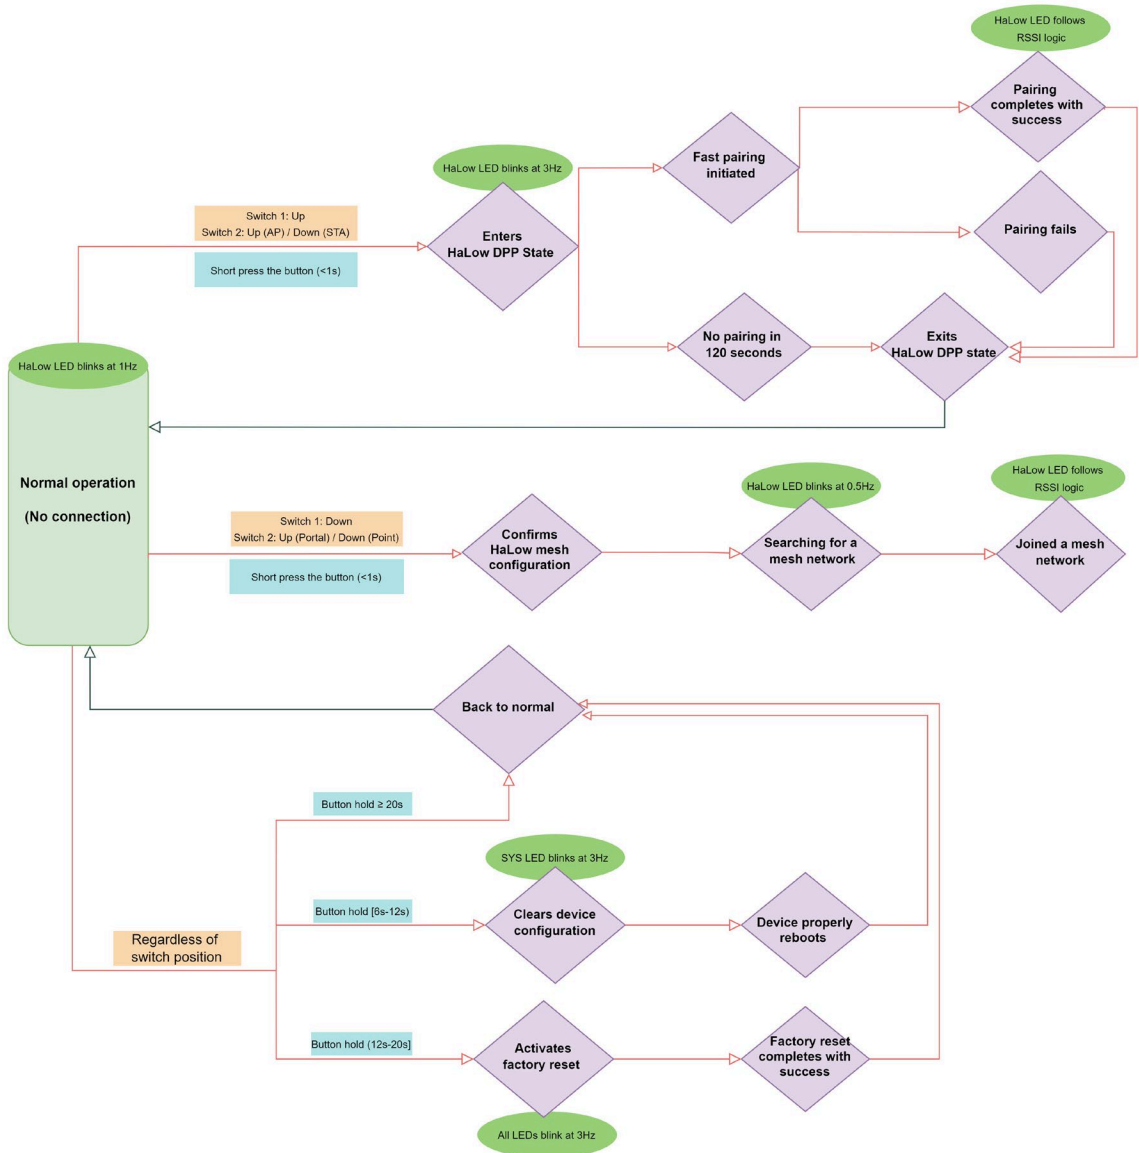 HaLow LED follows
RSSI logic
Pairing
completes with
success
Fast pairing
initiated
HaLow LED blinks at 3Hz
Switch 1: Up
Switch 2: Up (AP) / Down (STA)
Enters
HaLow DPP State
Pairing fails
Short press the button (<1s)
No pairing in
120 seconds
Exits
HaLow DPP state
HaLow LED blinks at 1Hz
Normal operation
(No connection)
Switch 1: Down
Switch 2: Up (Portal) / Down (Point)
Short press the button (<1s)
Confirms
HaLow mesh
configuration
HaLow LED blinks at 0.5Hz
Searching for a
mesh network
HaLow LED follows
RSSI logic
Joined a mesh
network
Back to normal
Button hold ≥ 20s
SYS LED blinks at 3Hz
Button hold [6s-12s)
Clears device
configuration
Device properly
reboots
Regardless of
switch position
Button hold (12s-20s]
Activates
factory reset
Factory reset
completes with
success
All LEDs blink at 3Hz